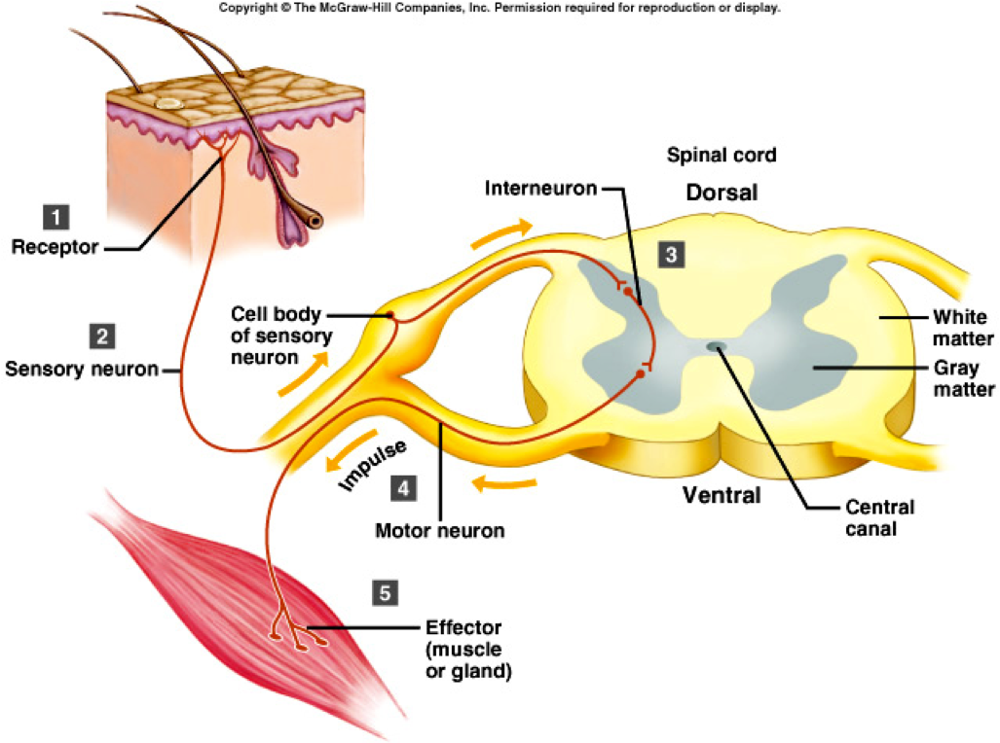 Copyright © The McGraw-Hill Companies, Inc. Permission required for reproduction or display.
Spinal cord
Dorsal
Interneuron
1
Receptor
3
Cell body
of sensory
neuron
2
Sensory neuron
White
matter
Gray
matter
Impulse
4
Motor neuron
Ventral
Central
canal
5
Effector
(muscle
or gland)